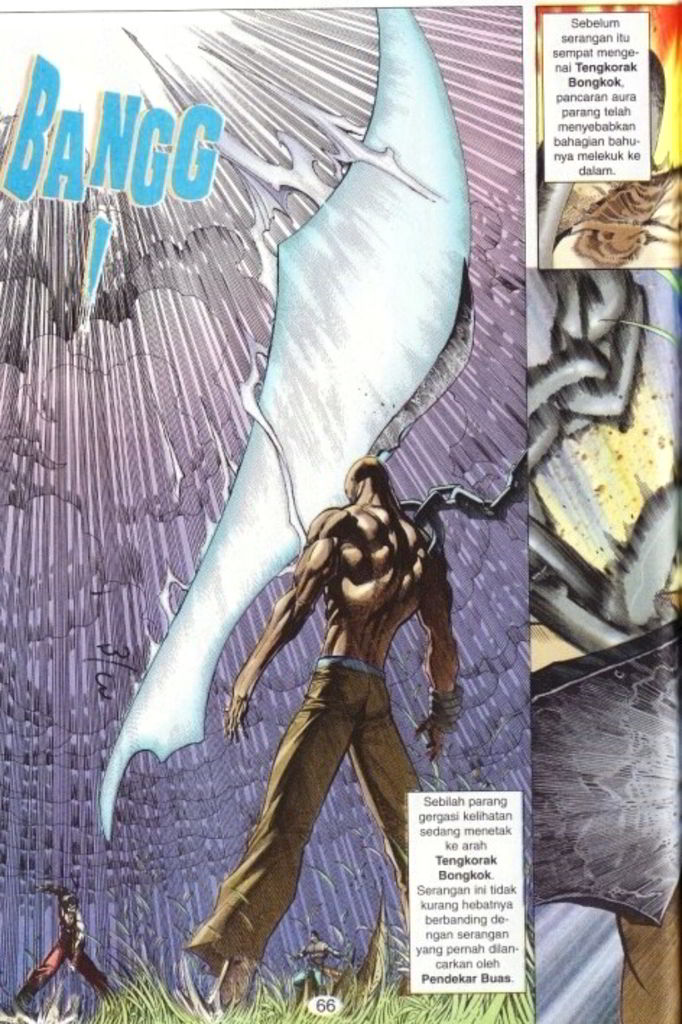 BANGG
!
Sebelum
serangan itu
sempat menge-
nai Tengkorak
Bongkok,
pancaran aura
parang telah
menyebabkan
bahagian bahu-
nya melekuk ke
dalam.
Sebilah parang
gergasi kelihatan
sedang menetak
ke arah
Tengkorak
Bongkok.
Serangan ini tidak
kurang hebatnya
berbanding de-
ngan serangan
yang pernah dilan-
carkan oleh
Pendekar Buas.
66